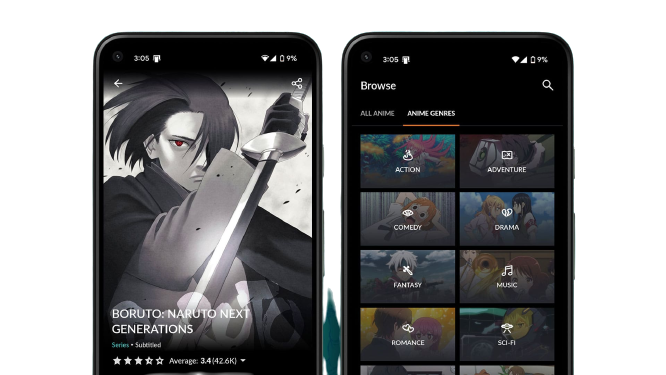 3:05
9%
BORUTO: NARUTO NEXT
GENERATIONS
Series • Subtitled
Average: 3.4 (42.6K)
3:05
9%
Browse
ALL ANIME
ANIME GENRES
ACTION
ADVENTURE
COMEDY
DRAMA
FANTASY
MUSIC
ROMANCE
SCI-FI